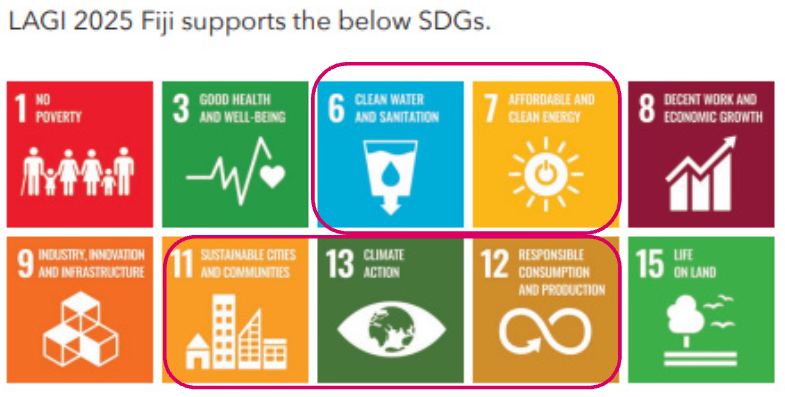 LAGI 2025 Fiji supports the below SDGs.
1 NO
POVERTY
3 GOOD HEALTH
AND WELL-BEING
6 CLEAN WATER
AND SANITATION
7 AFFORDABLE AND
CLEAN ENERGY
8 DECENT WORK AND
ECONOMIC GROWTH
9 INDUSTRY, INNOVATION
AND INFRASTRUCTURE
11 SUSTAINABLE CITIES
AND COMMUNITIES
13 CLIMATE
ACTION
12 RESPONSIBLE
CONSUMPTION
AND PRODUCTION
15 LIFE
ON LAND